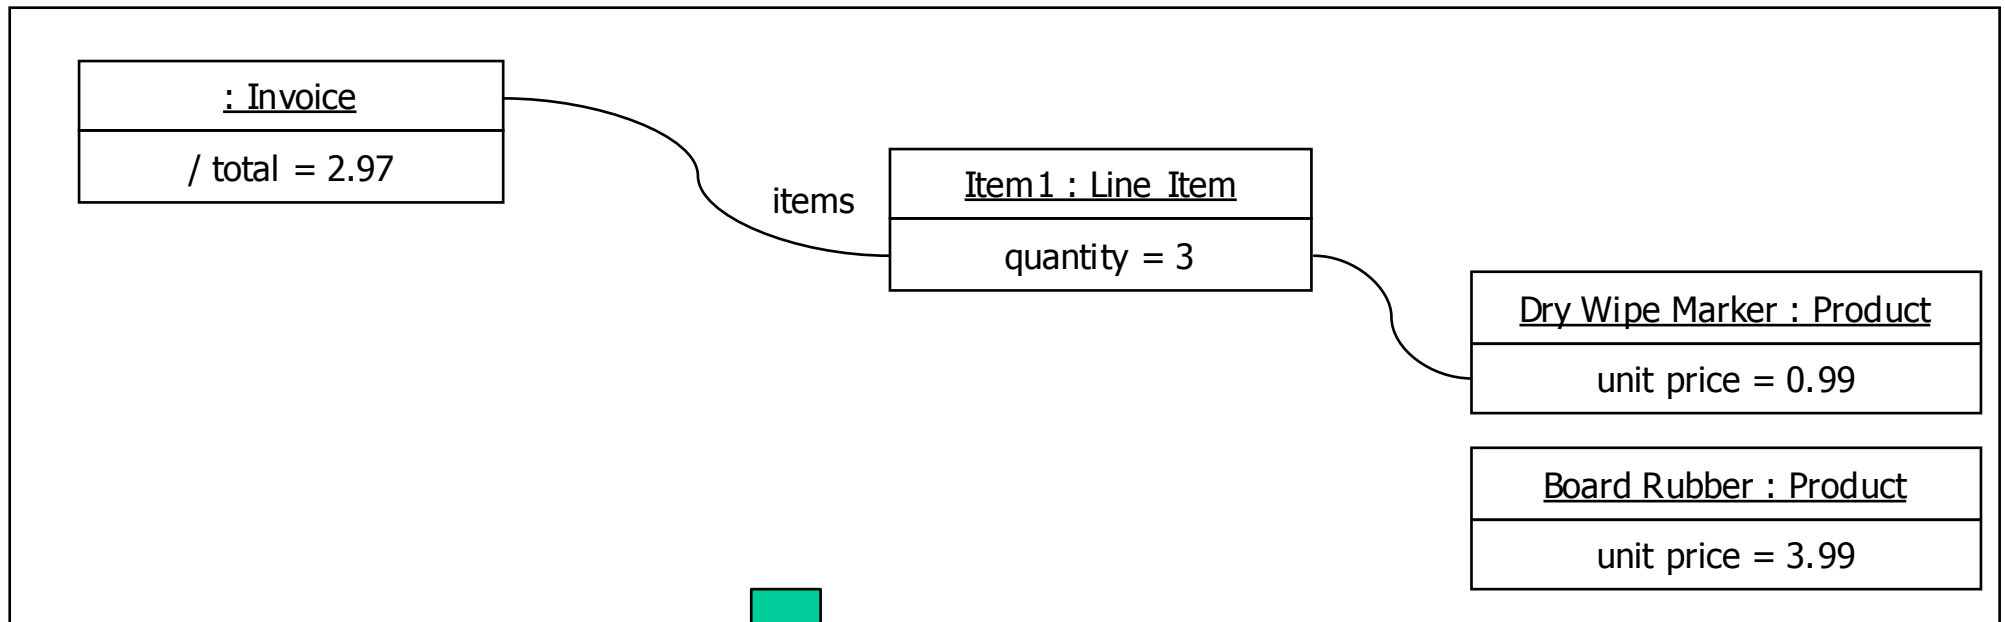 : Invoice
/ total = 2.97
items
Item1 : Line Item
quantity = 3
Dry Wipe Marker : Product
unit price = 0.99
Board Rubber : Product
unit price = 3.99